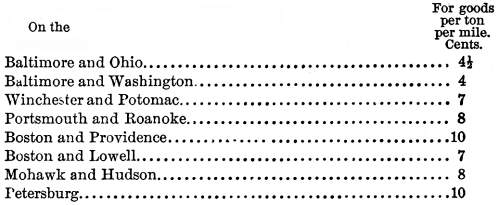 On the
For goods
per ton
per mile.
Cents.
Baltimore and Ohio........ 4½
Baltimore and Washington........ 4
Winchester and Potomac........ 7
Portsmouth and Roanoke........ 8
Boston and Providence........ 10
Boston and Lowell........ 7
Mohawk and Hudson........ 8
Petersburg........ 10